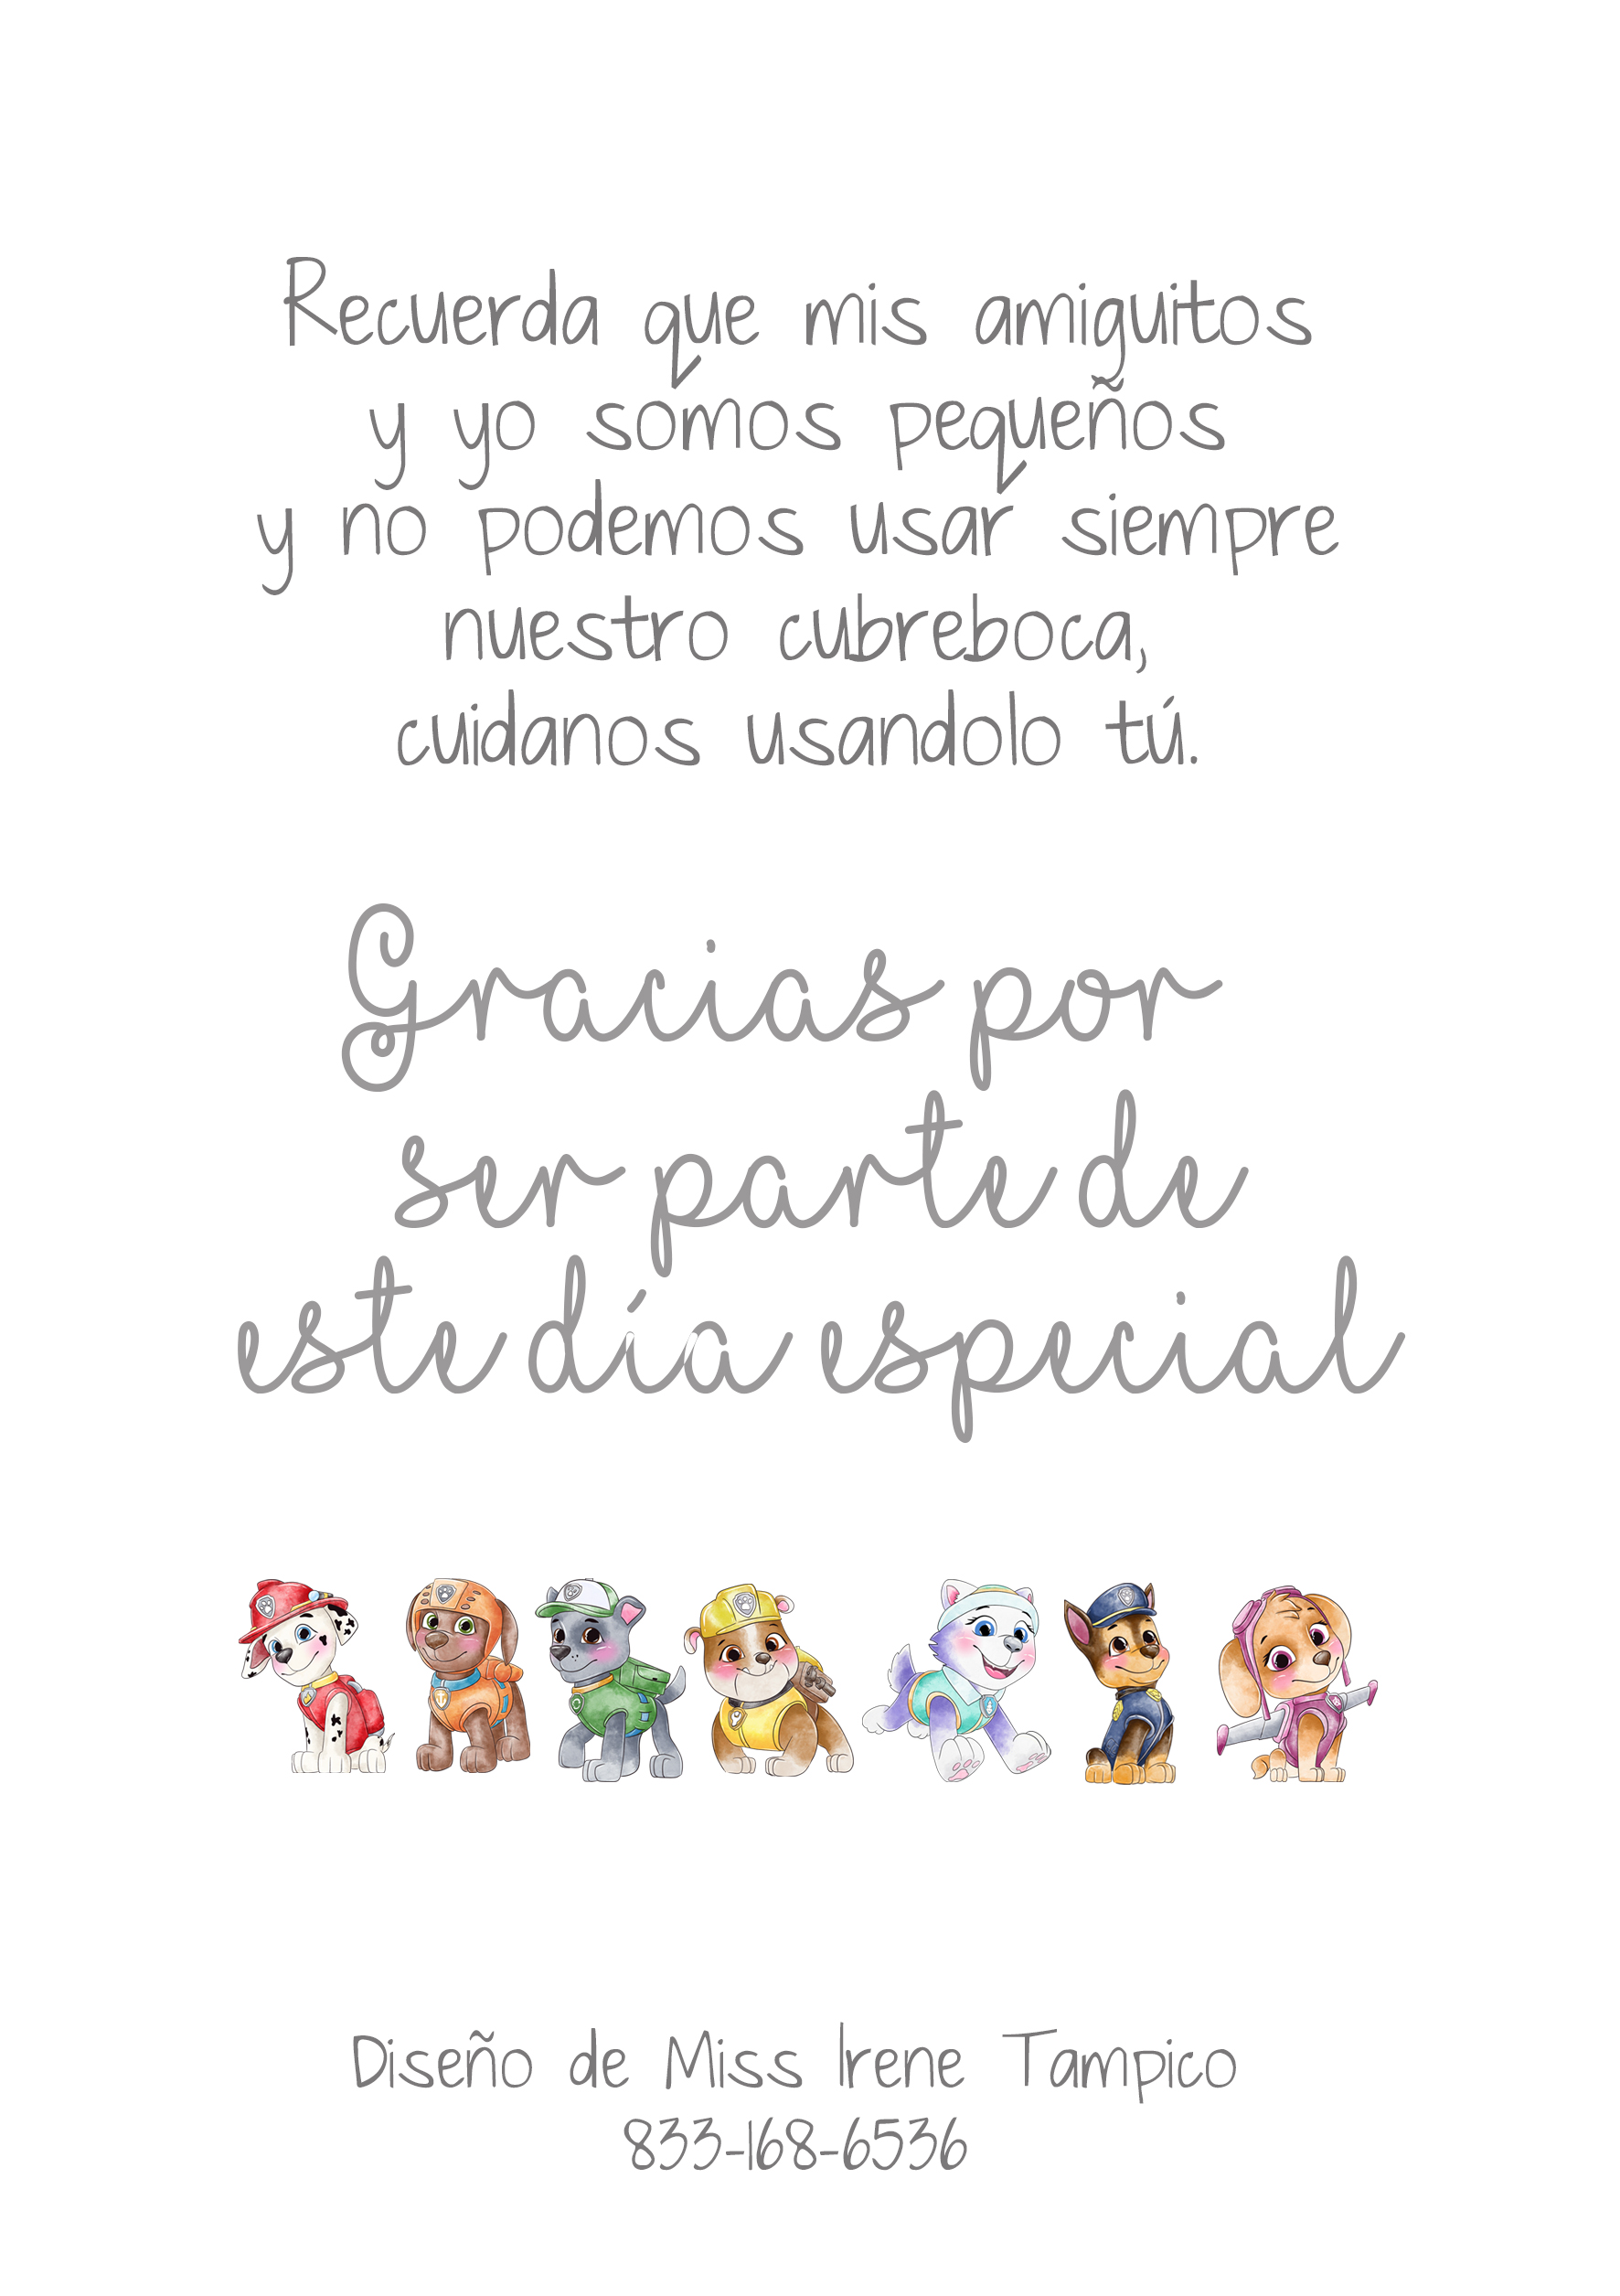 Recuerda que mis amiguitos
y yo somos pequeños
y no podemos usar siempre
nuestro cubreboca,
cuidanos usandolo tú.
Gracias por
ser parte de
este día especial
Diseño de Miss Irene Tampico
833-168-6536